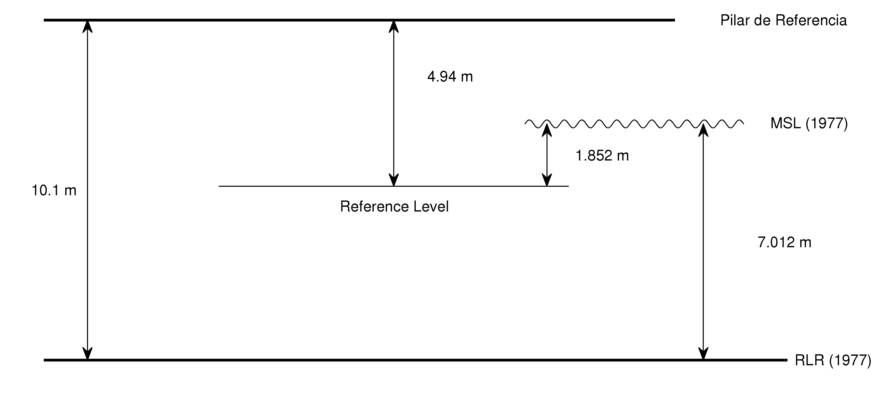 Pilar de Referencia
4.94 m
MSL (1977)
1.852 m
10.1 m
Reference Level
7.012 m
RLR (1977)